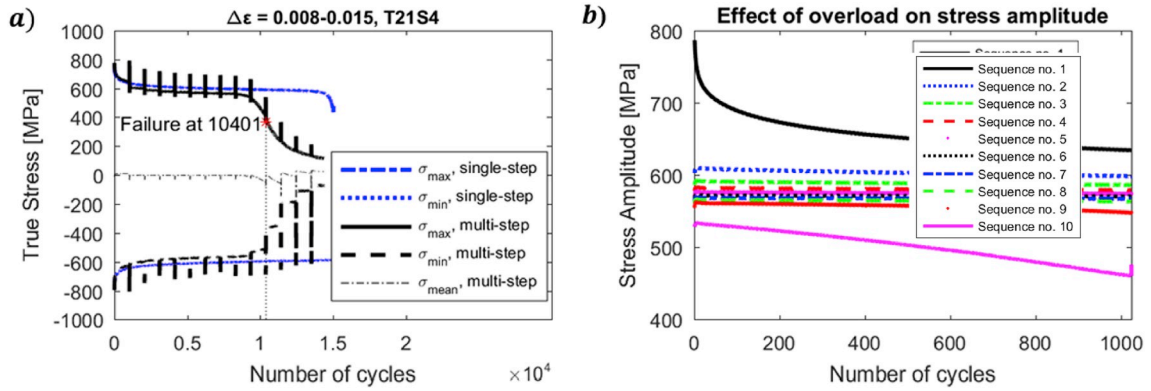 a)
Δε = 0.008-0.015, T21S4
True Stress [MPa]
1000
800
600
400
200
0
-200
-400
-600
-800
-1000
Failure at 10401
σmax, single-step
σmin, single-step
σmax, multi-step
σmin, multi-step
σmean, multi-step
0
0.5
1
1.5
2
Number of cycles
×10⁴
b)
Effect of overload on stress amplitude
Stress Amplitude [MPa]
800
700
600
500
400
Sequence no. 1
Sequence no. 1
Sequence no. 2
Sequence no. 3
Sequence no. 4
Sequence no. 5
Sequence no. 6
Sequence no. 7
Sequence no. 8
Sequence no. 9
Sequence no. 10
0
200
400
600
800
1000
Number of cycles